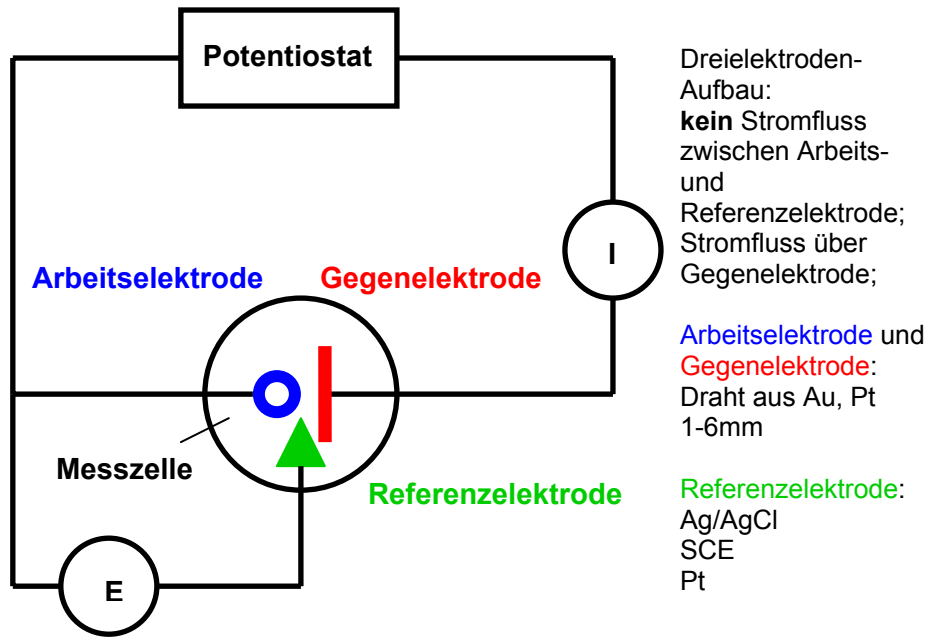 Potentiostat
Dreielektroden-
Aufbau:
kein Stromfluss
zwischen Arbeits-
und
Referenzelektrode;
Stromfluss über
Gegenelektrode;
I
Arbeitselektrode
Gegenelektrode
Arbeitselektrode und
Gegenelektrode:
Draht aus Au, Pt
1-6mm
Messzelle
Referenzelektrode
Referenzelektrode:
Ag/AgCl
SCE
Pt
E